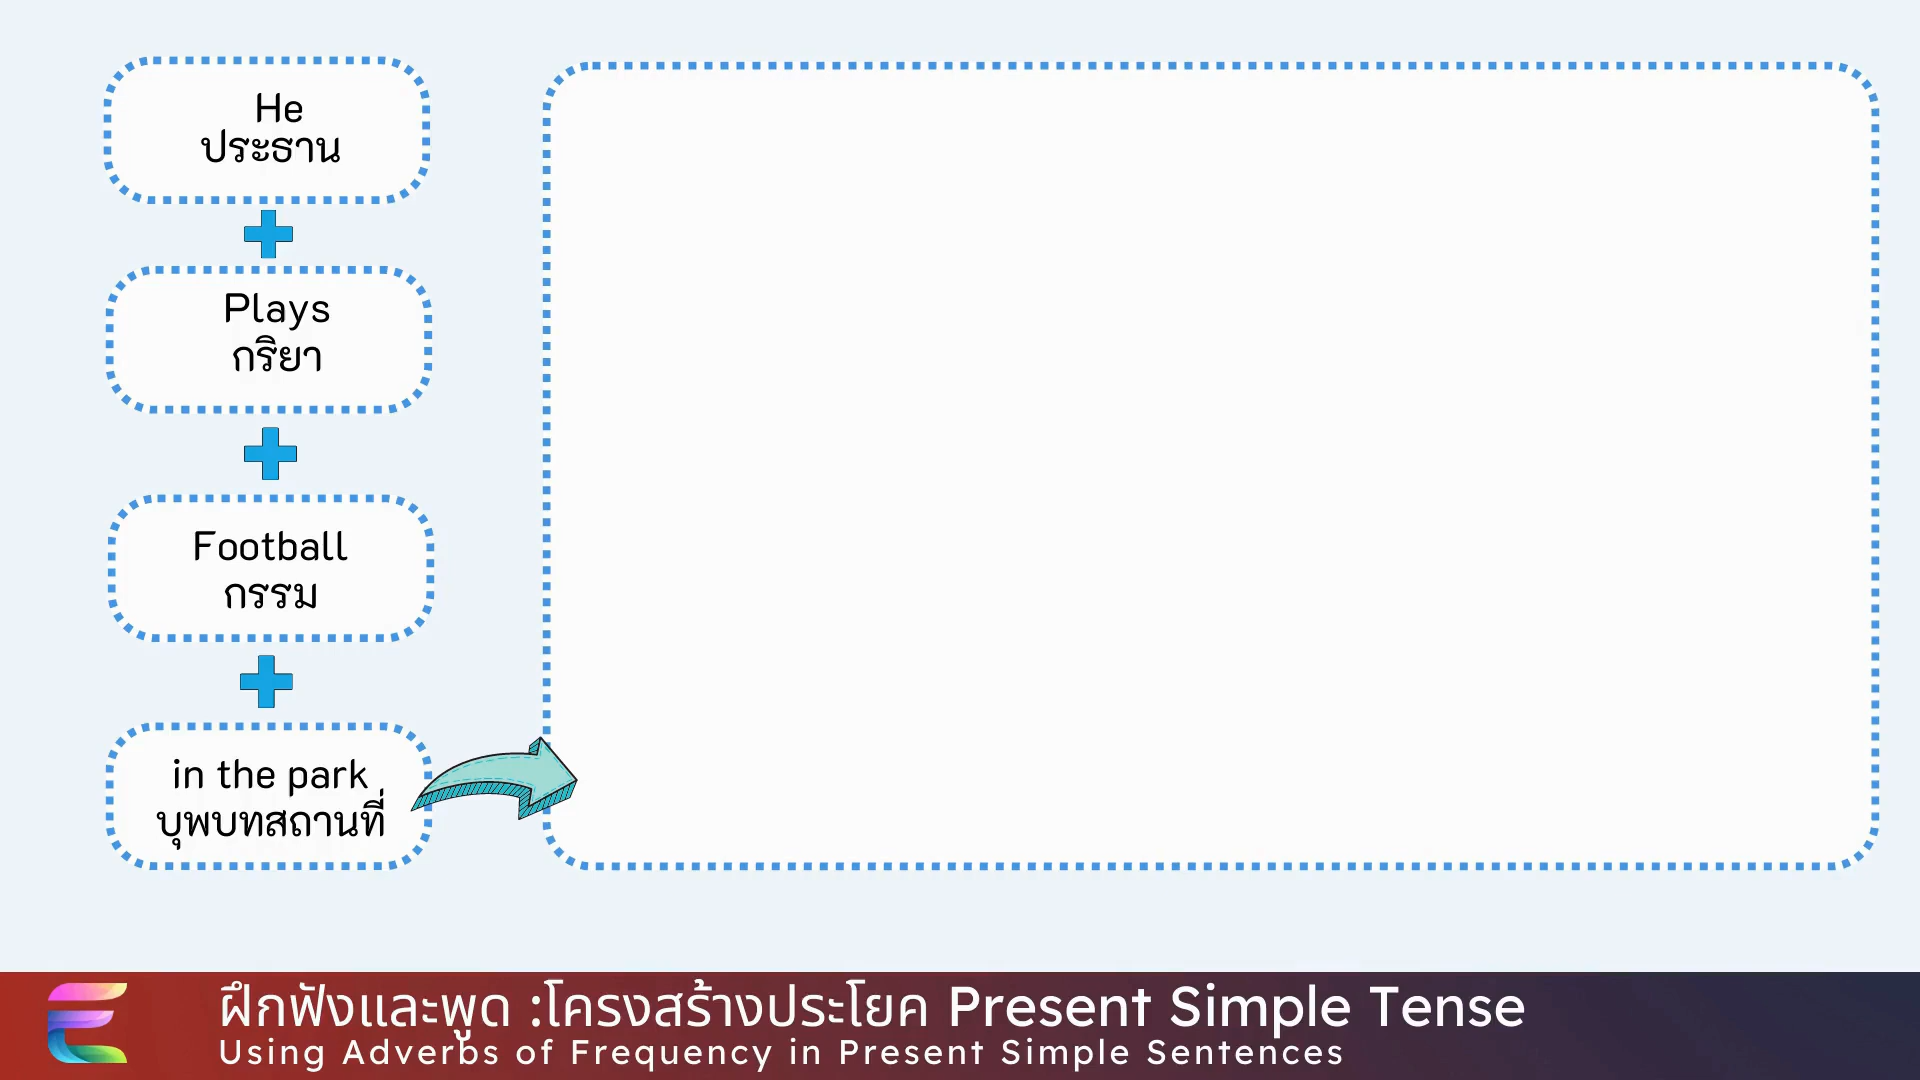 He
ประธาน
Plays
กริยา
Football
กรรม
in the park
บุพบทสถานที่
ฝึกฟังและพูด :โครงสร้างประโยค Present Simple Tense
Using Adverbs of Frequency in Present Simple Sentences